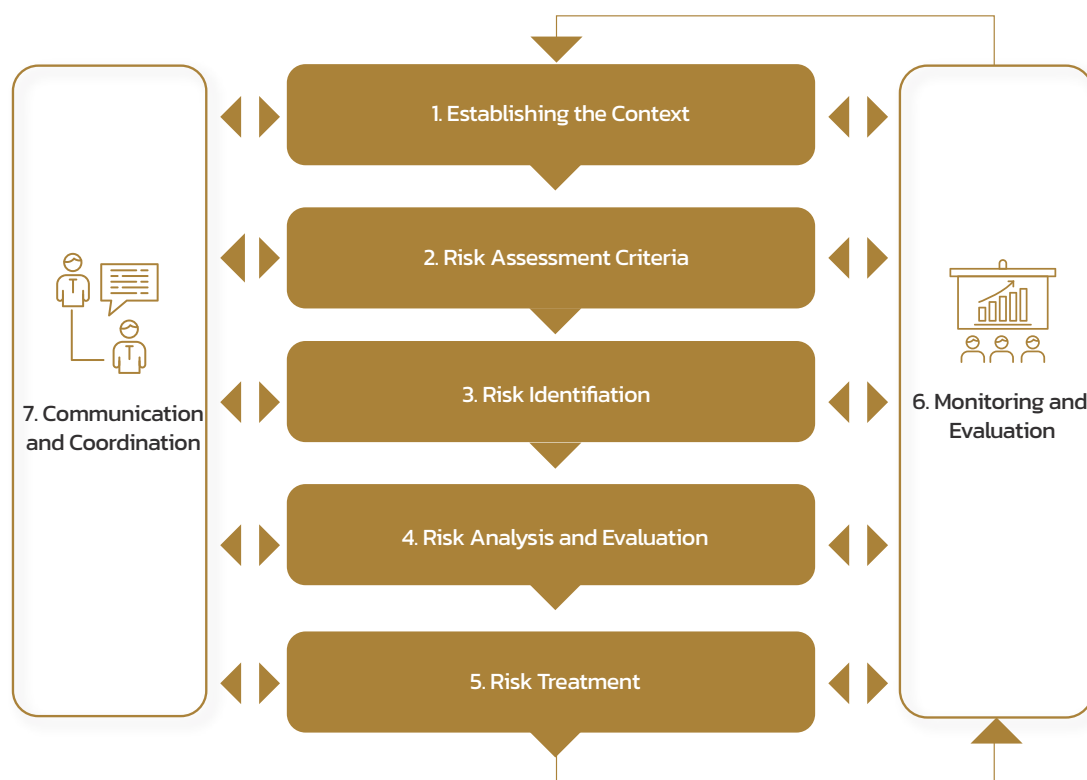 1. Establishing the Context
2. Risk Assessment Criteria
3. Risk Identifiation
4. Risk Analysis and Evaluation
5. Risk Treatment
6. Monitoring and
Evaluation
7. Communication
and Coordination